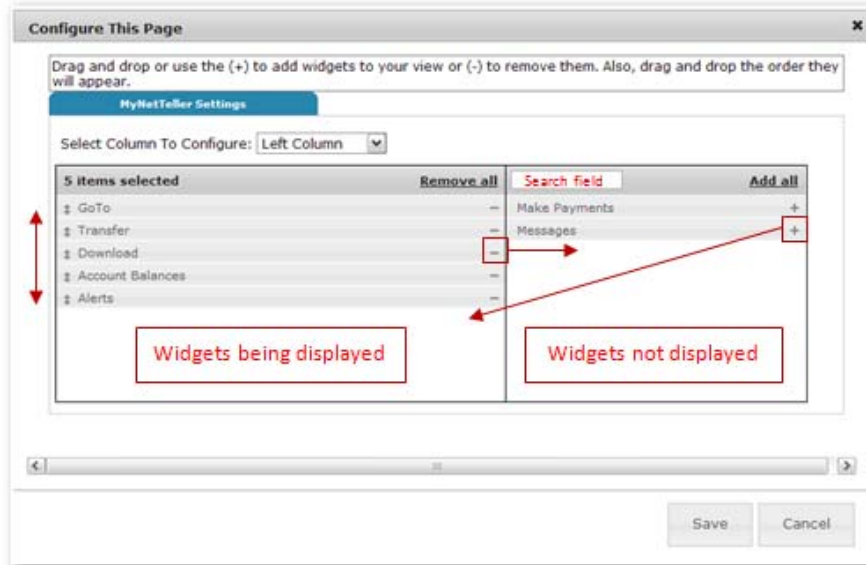 Configure This Page
Drag and drop or use the (+) to add widgets to your view or (-) to remove them. Also, drag and drop the order they
will appear.
MyNetTeller Settings
Select Column To Configure: Left Column
5 items selected Remove all Search field Add all
GoTo − Make Payments +
Transfer − Messages +
Download −
Account Balances −
Alerts −
Widgets being displayed Widgets not displayed
Save Cancel